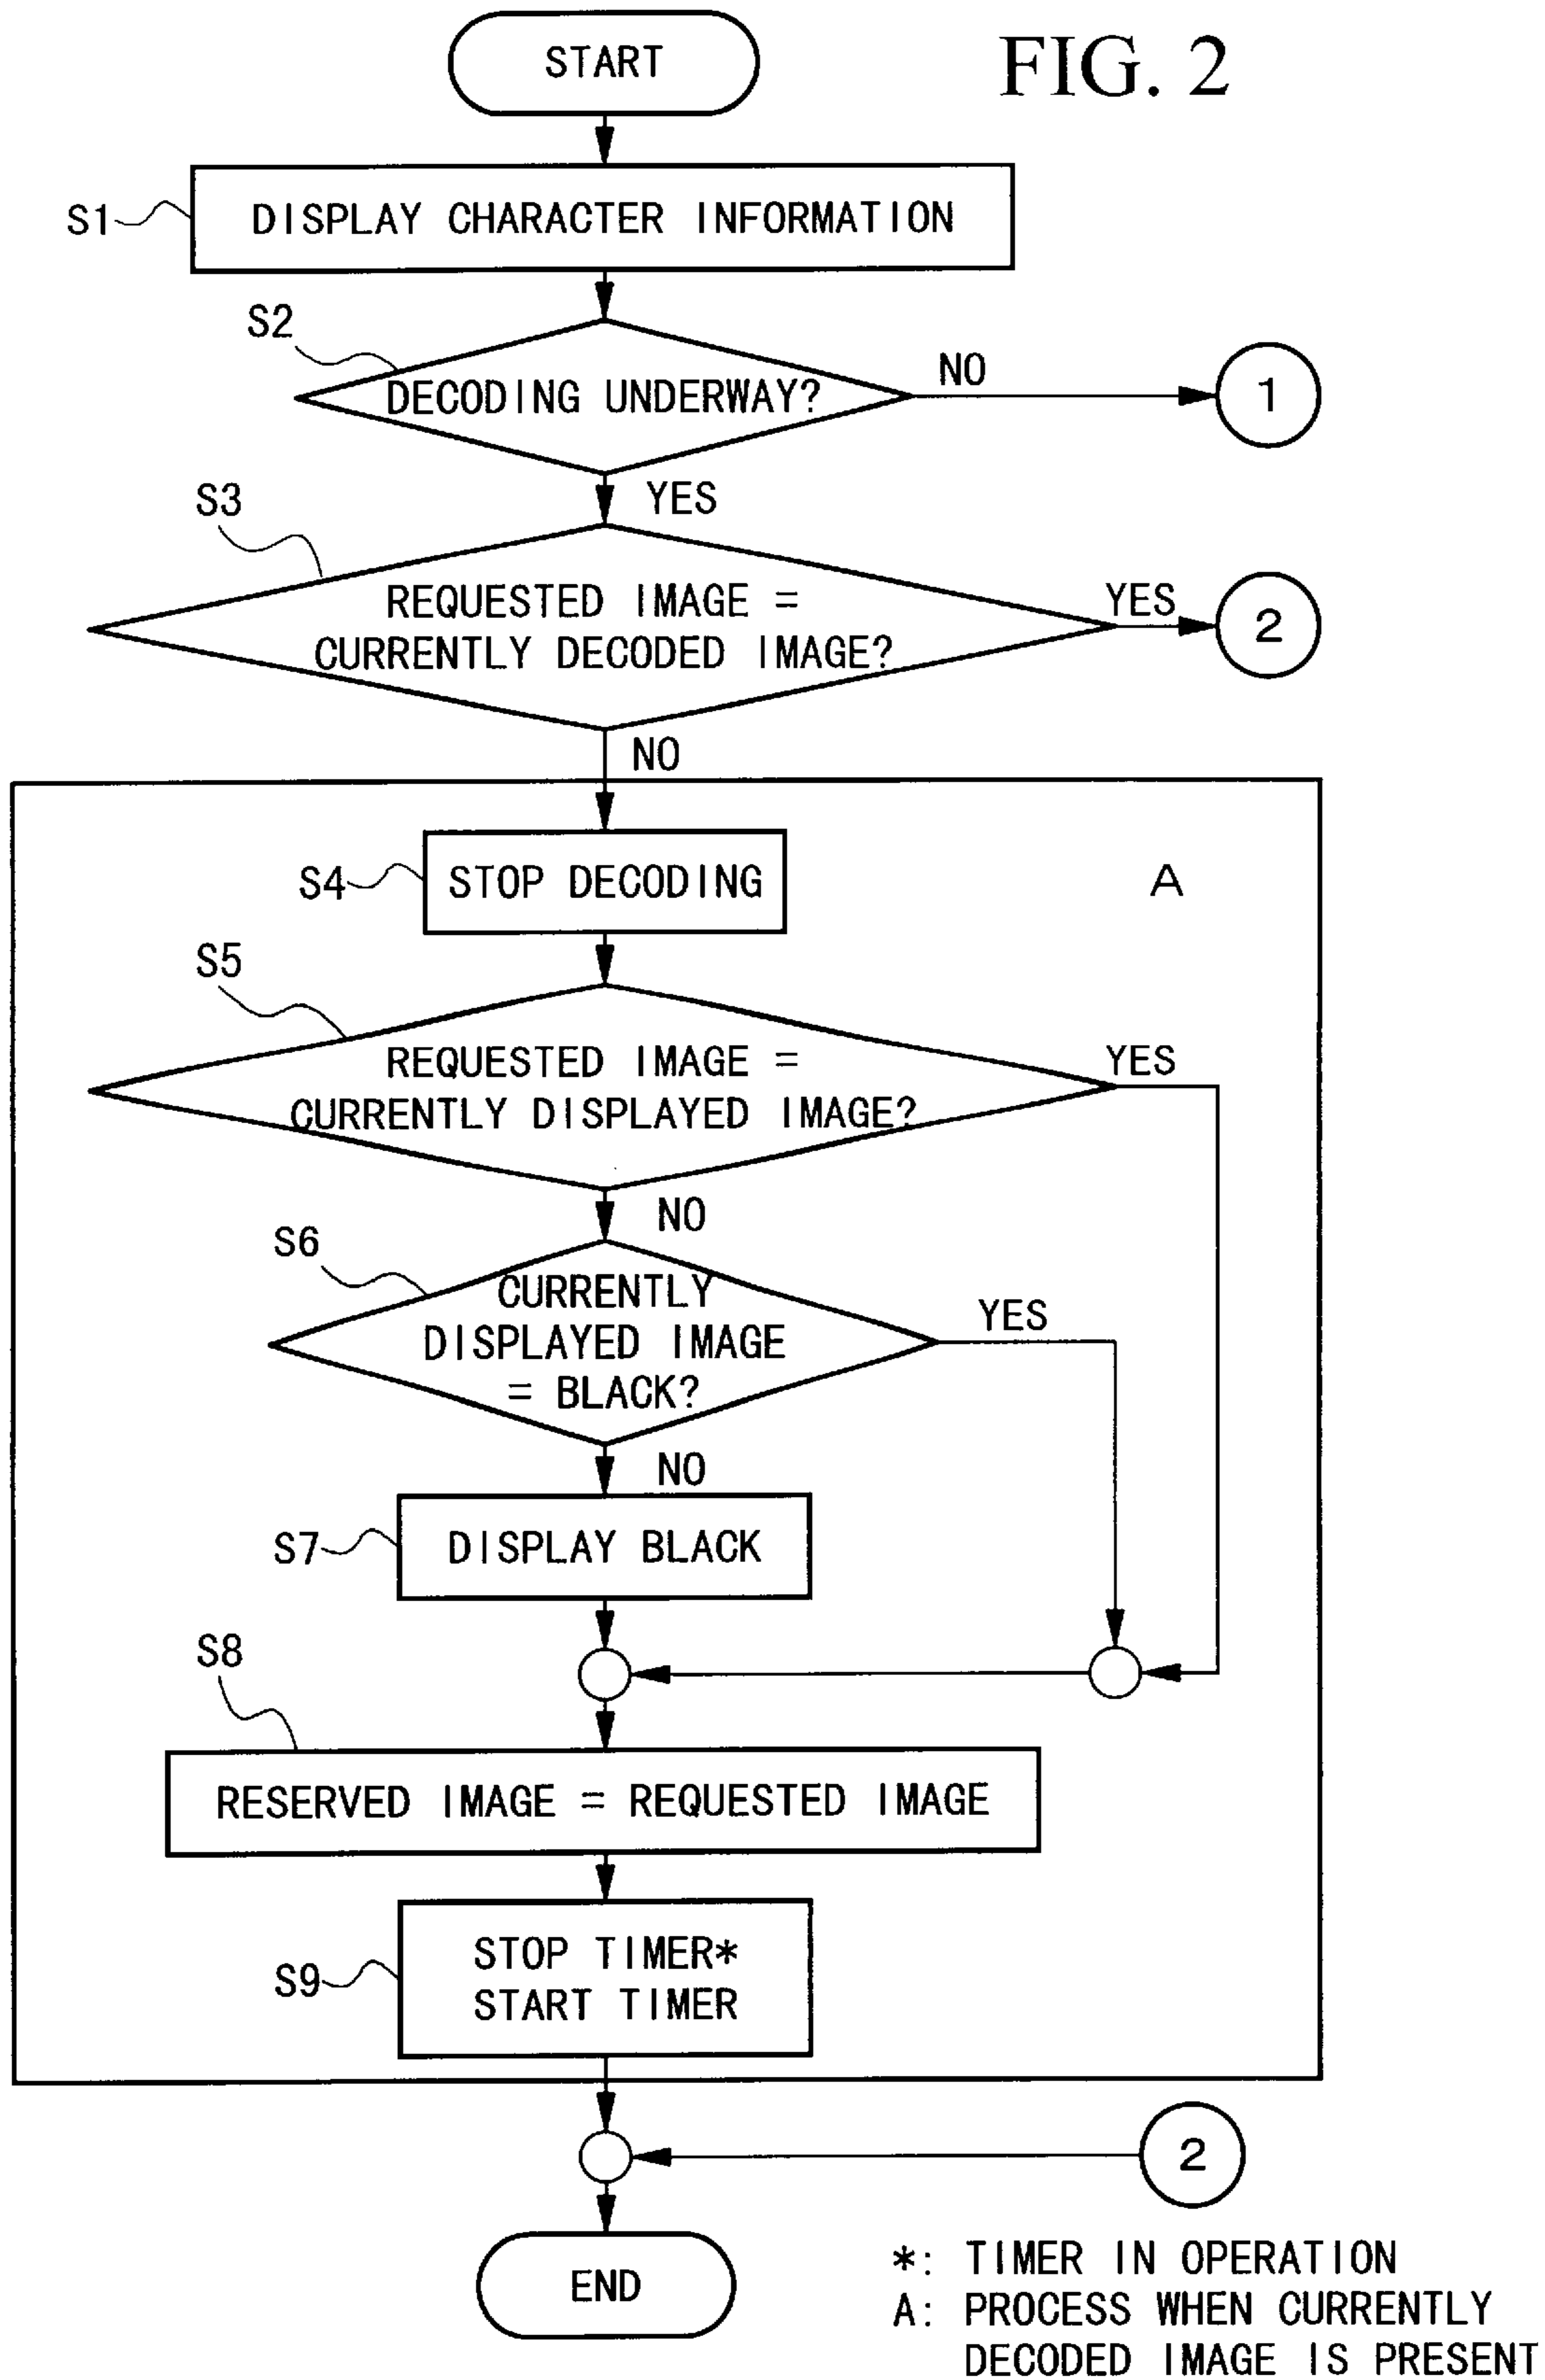 START
FIG. 2
S1
DISPLAY CHARACTER INFORMATION
S2
DECODING UNDERWAY?
NO
1
YES
S3
REQUESTED IMAGE =
CURRENTLY DECODED IMAGE?
YES
2
NO
S4
STOP DECODING
A
S5
REQUESTED IMAGE =
CURRENTLY DISPLAYED IMAGE?
YES
NO
S6
CURRENTLY
DISPLAYED IMAGE
= BLACK?
YES
NO
S7
DISPLAY BLACK
S8
RESERVED IMAGE = REQUESTED IMAGE
S9
STOP TIMER*
START TIMER
2
END
*: TIMER IN OPERATION
A: PROCESS WHEN CURRENTLY
DECODED IMAGE IS PRESENT